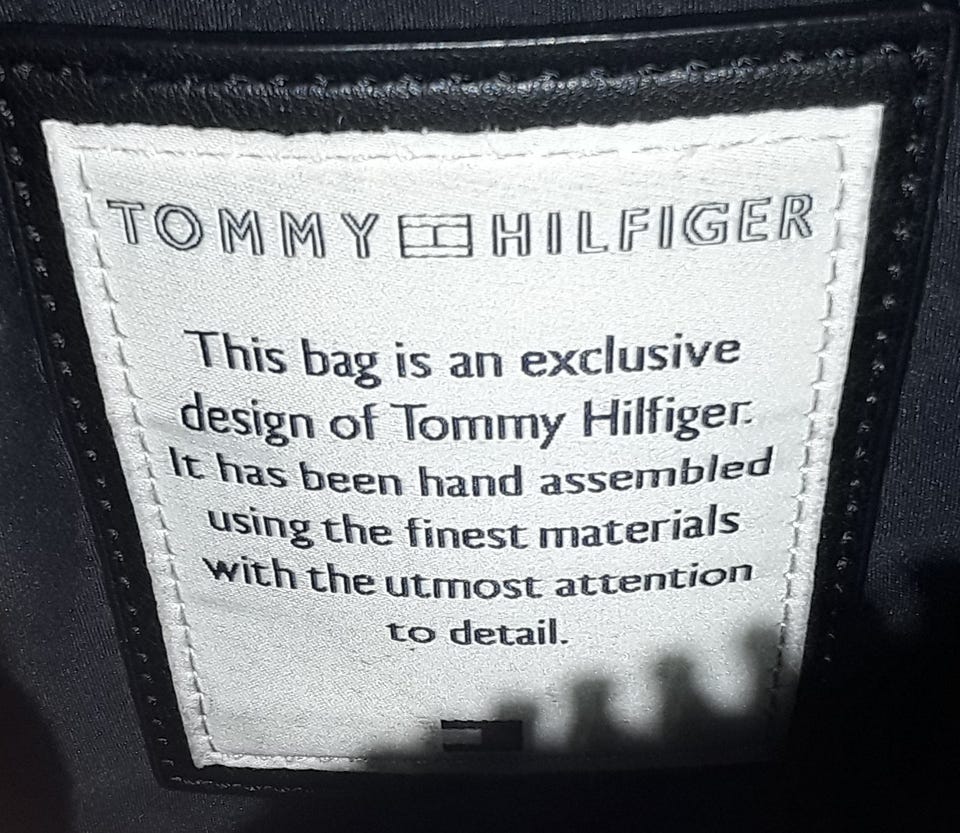 TOMMY HILFIGER
This bag is an exclusive
design of Tommy Hilfiger.
It has been hand assembled
using the finest materials
with the utmost attention
to detail.